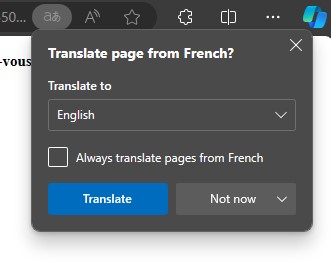 50...
-vous
Translate page from French?
Translate to
English
Always translate pages from French
Translate
Not now